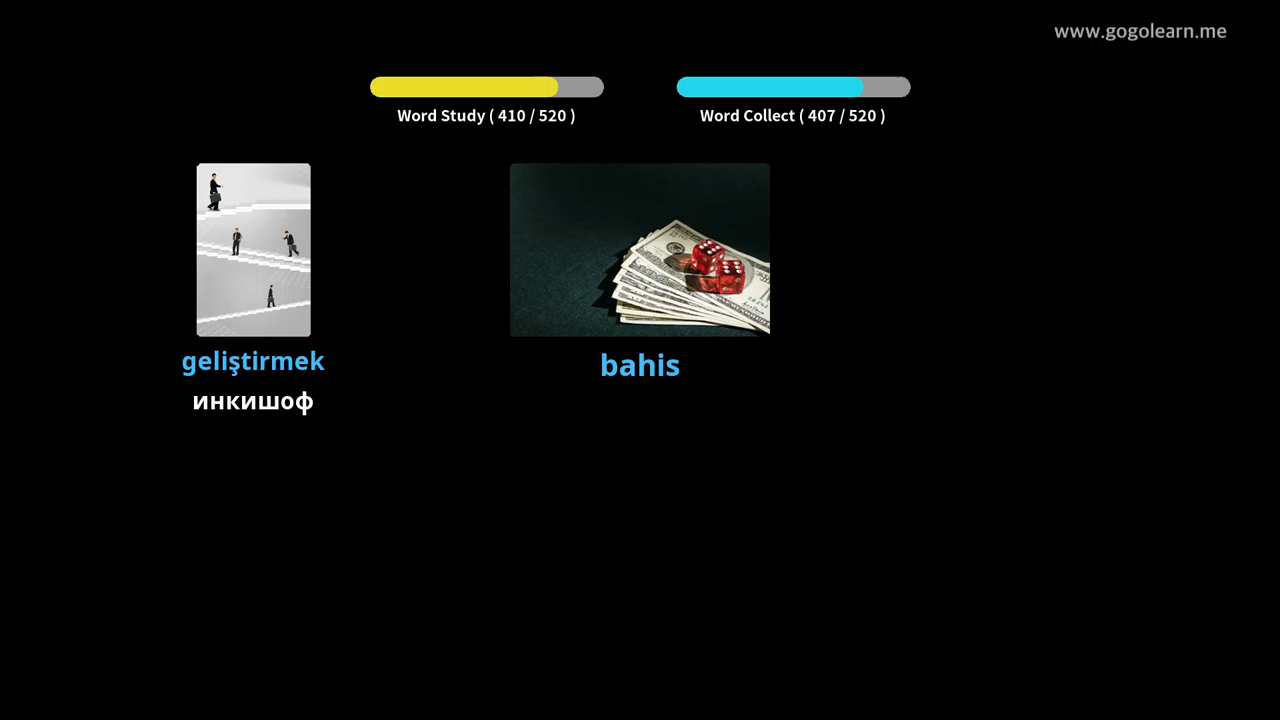 www.gogolearn.me
Word Study ( 410 / 520 )
Word Collect ( 407 / 520 )
geliştirmek
инкишоф
bahis